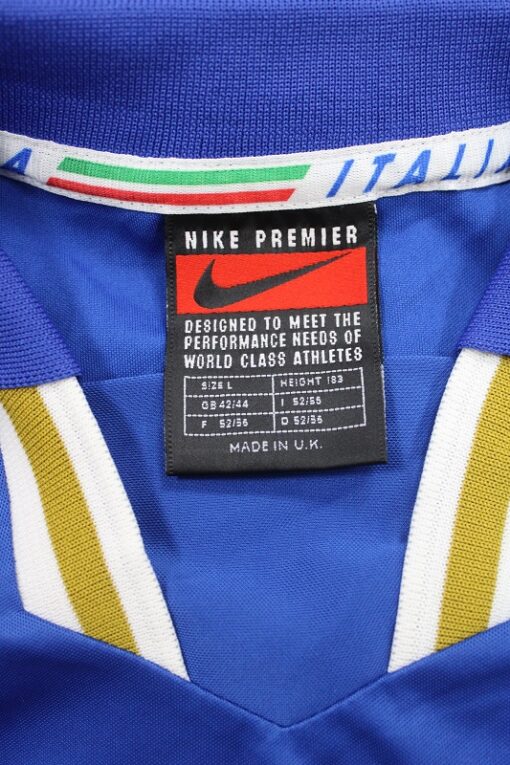 A ITALIA
NIKE PREMIER
DESIGNED TO MEET THE
PERFORMANCE NEEDS OF
WORLD CLASS ATHLETES
SIZE L HEIGHT 183
GB 42/44 I 52/56
F 52/56 D 52/56
MADE IN U.K.